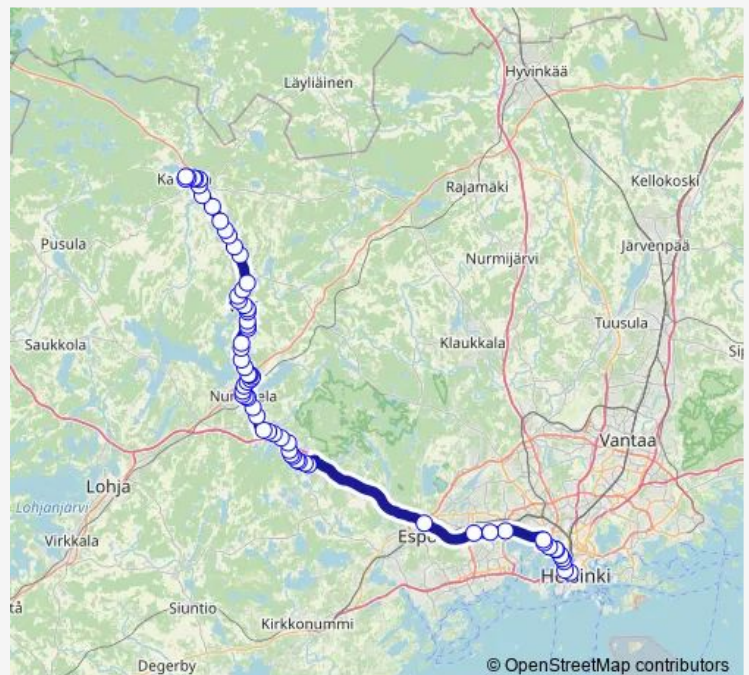 Hyvinkää
Läyliäinen
Rajamäki
Kellokoski
Pusula
Järvenpää
Nurmijärvi
Tuusula
Saukkola
Klaukkala
Vantaa
Lohja
Lohjanjärvi
Virkkala
Siuntio
Kirkkonummi
Degerby
© OpenStreetMap contributors